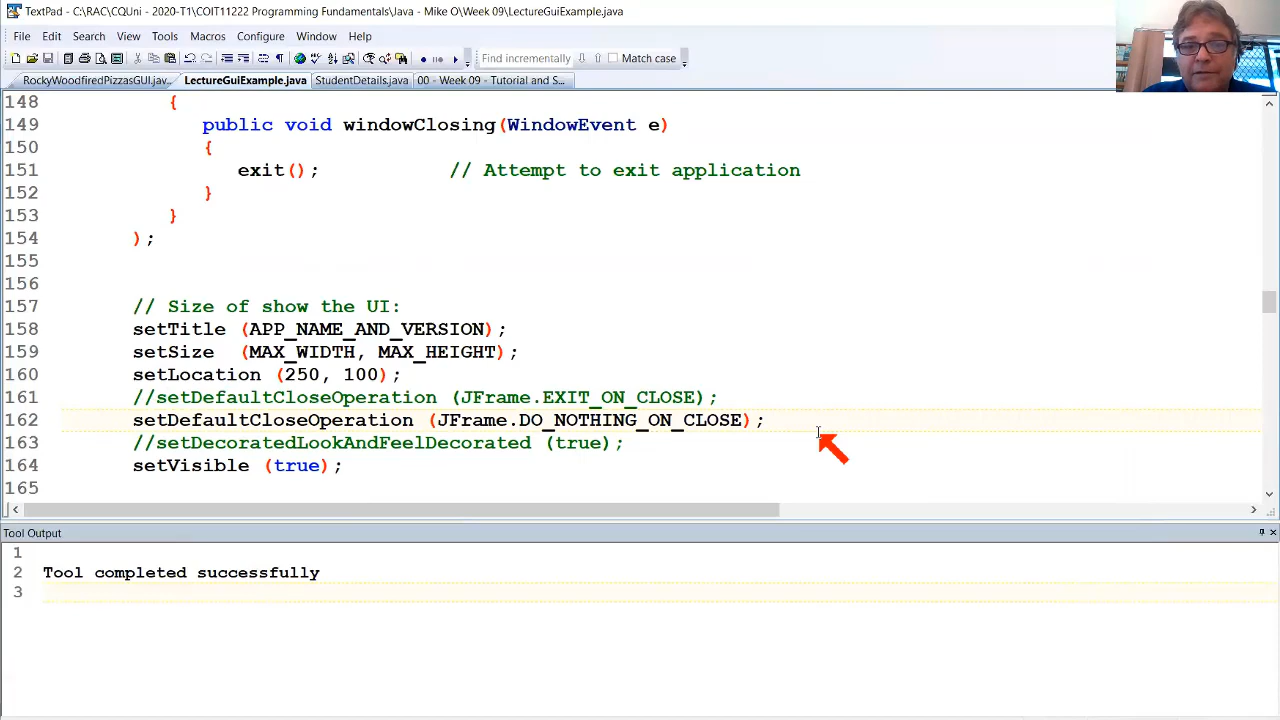 TextPad - C:\RAC\CQUni - 2020-T1\COIT11222 Programming Fundamentals\Java - Mike O\Week 09\LectureGuiExample.java
File Edit Search View Tools Macros Configure Window Help
Find incrementally Match case
RockyWoodfiredPizzasGUI.jav... LectureGuiExample.java StudentDetails.java 00 - Week 09 - Tutorial and S...
148 {
149 public void windowClosing(WindowEvent e)
150 {
151 exit(); // Attempt to exit application
152 }
153 }
154 );
155
156
157 // Size of show the UI:
158 setTitle (APP_NAME_AND_VERSION);
159 setSize (MAX_WIDTH, MAX_HEIGHT);
160 setLocation (250, 100);
161 //setDefaultCloseOperation (JFrame.EXIT_ON_CLOSE);
162 setDefaultCloseOperation (JFrame.DO_NOTHING_ON_CLOSE);
163 //setDecoratedLookAndFeelDecorated (true);
164 setVisible (true);
165
Tool Output
1
2 Tool completed successfully
3